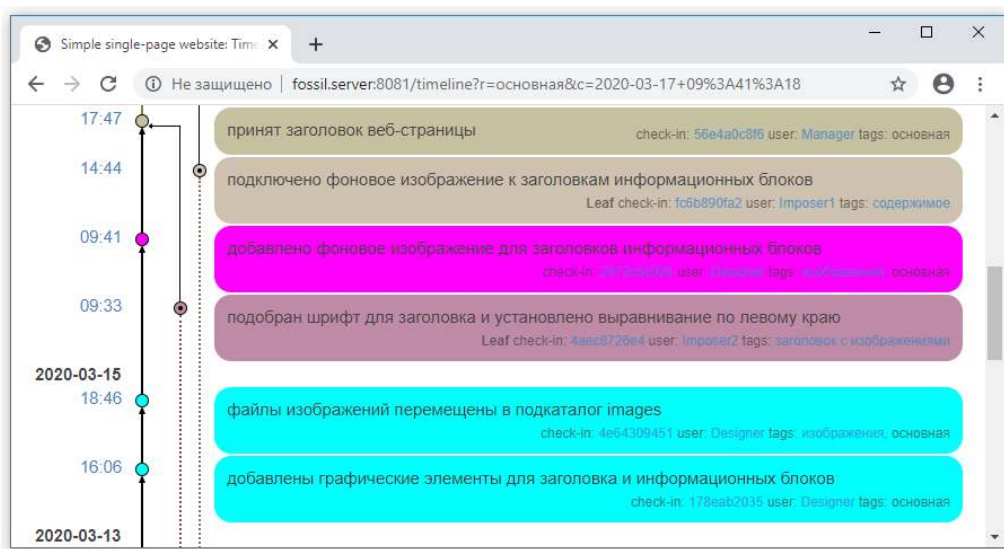 Simple single-page website: Tim
Не защищено | fossil.server:8081/timeline?r=основная&c=2020-03-17+09%3A41%3A18
17:47 принят заголовок веб-страницы check-in: 56e4a0c8f6 user: Manager tags: основная
14:44 подключено фоновое изображение к заголовкам информационных блоков
Leaf check-in: fc6b890fa2 user: Imposer1 tags: содержимое
09:41 добавлено фоновое изображение для заголовков информационных блоков
check-in: user: Designer tags: изображения, основная
09:33 подобран шрифт для заголовка и установлено выравнивание по левому краю
Leaf check-in: 4aec8726e4 user: Imposer2 tags: заголовок с изображениями
2020-03-15
18:46 файлы изображений перемещены в подкаталог images
check-in: 4e64309451 user: Designer tags: изображения, основная
16:06 добавлены графические элементы для заголовка и информационных блоков
check-in: 178eab2035 user: Designer tags: основная
2020-03-13